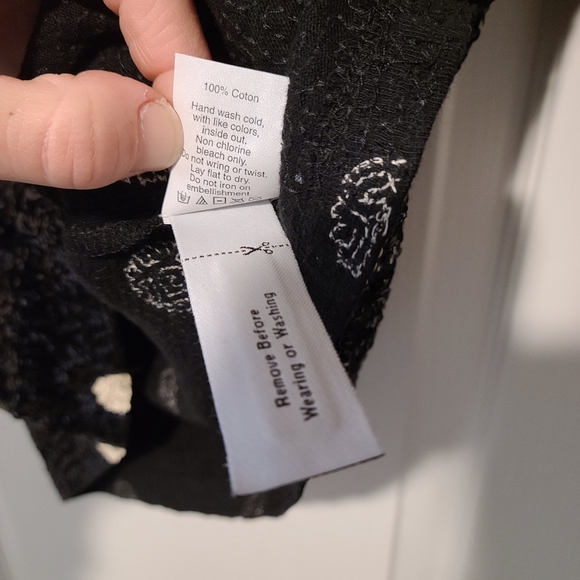 100% Coton
Hand wash cold,
with like colors,
inside out.
Non chlorine
bleach only.
Do not wring or twist.
Lay flat to dry.
Do not iron on
embellishment.
Remove Before
Wearing or Washing